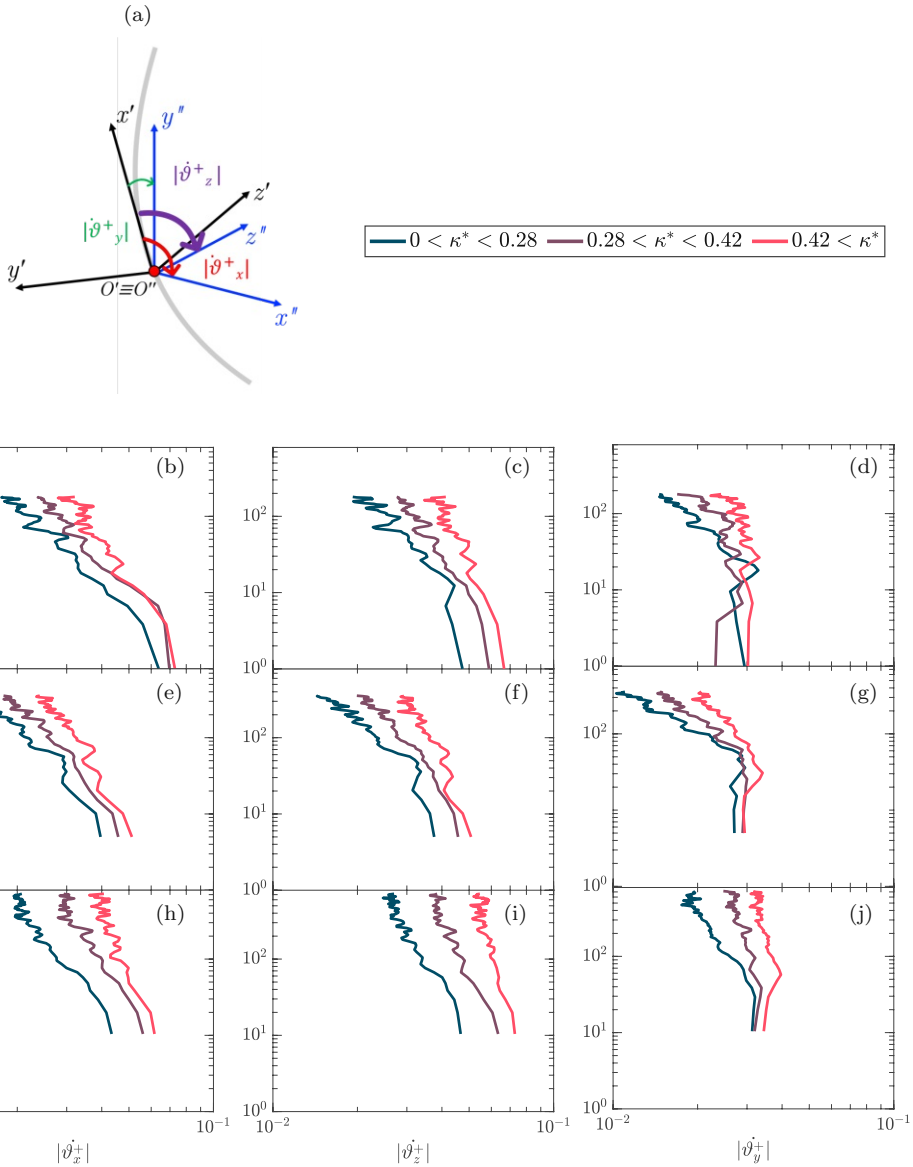 (a)
x′
y″
|ϑ̇⁺z|
z′
|ϑ̇⁺y|
z″
|ϑ̇⁺x|
y′
O′≡O″
x″
0 < κ* < 0.28
0.28 < κ* < 0.42
0.42 < κ*
(b)
(c)
(d)
10²
10²
10¹
10¹
10⁰
10⁰
(e)
(f)
(g)
10²
10²
10¹
10¹
10⁰
10⁰
(h)
(i)
(j)
10²
10²
10¹
10¹
10⁰
10⁰
10⁻¹
10⁻²
10⁻¹
10⁻²
10⁻¹
|ϑ̇ₓ⁺|
|ϑ̇z⁺|
|ϑ̇y⁺|